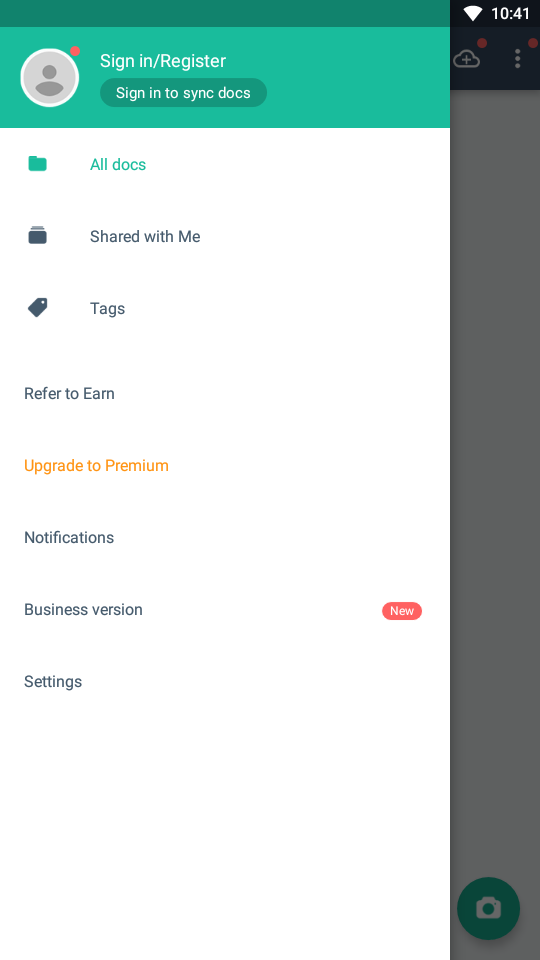 10:41
Sign in/Register
Sign in to sync docs
All docs
Shared with Me
Tags
Refer to Earn
Upgrade to Premium
Notifications
Business version
New
Settings